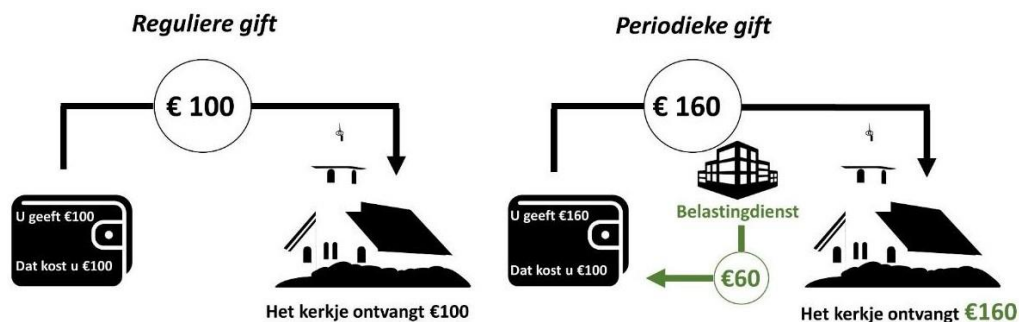 Reguliere gift
€ 100
U geeft €100
Dat kost u €100
Het kerkje ontvangt €100
Periodieke gift
€ 160
Belastingdienst
U geeft €160
Dat kost u €100
€60
Het kerkje ontvangt €160